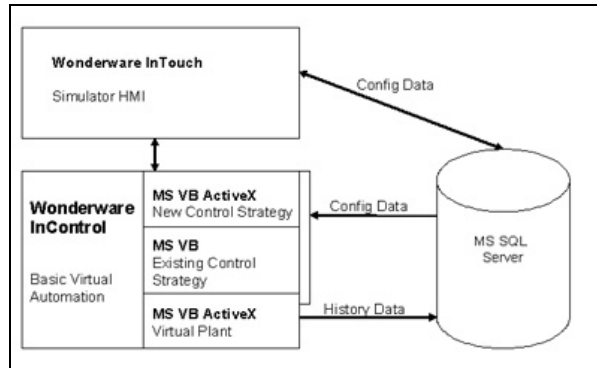 Wonderware InTouch
Simulator HMI
Config Data
Wonderware
InControl
Basic Virtual
Automation
MS VB ActiveX
New Control Strategy
MS VB
Existing Control
Strategy
MS VB ActiveX
Virtual Plant
Config Data
History Data
MS SQL
Server